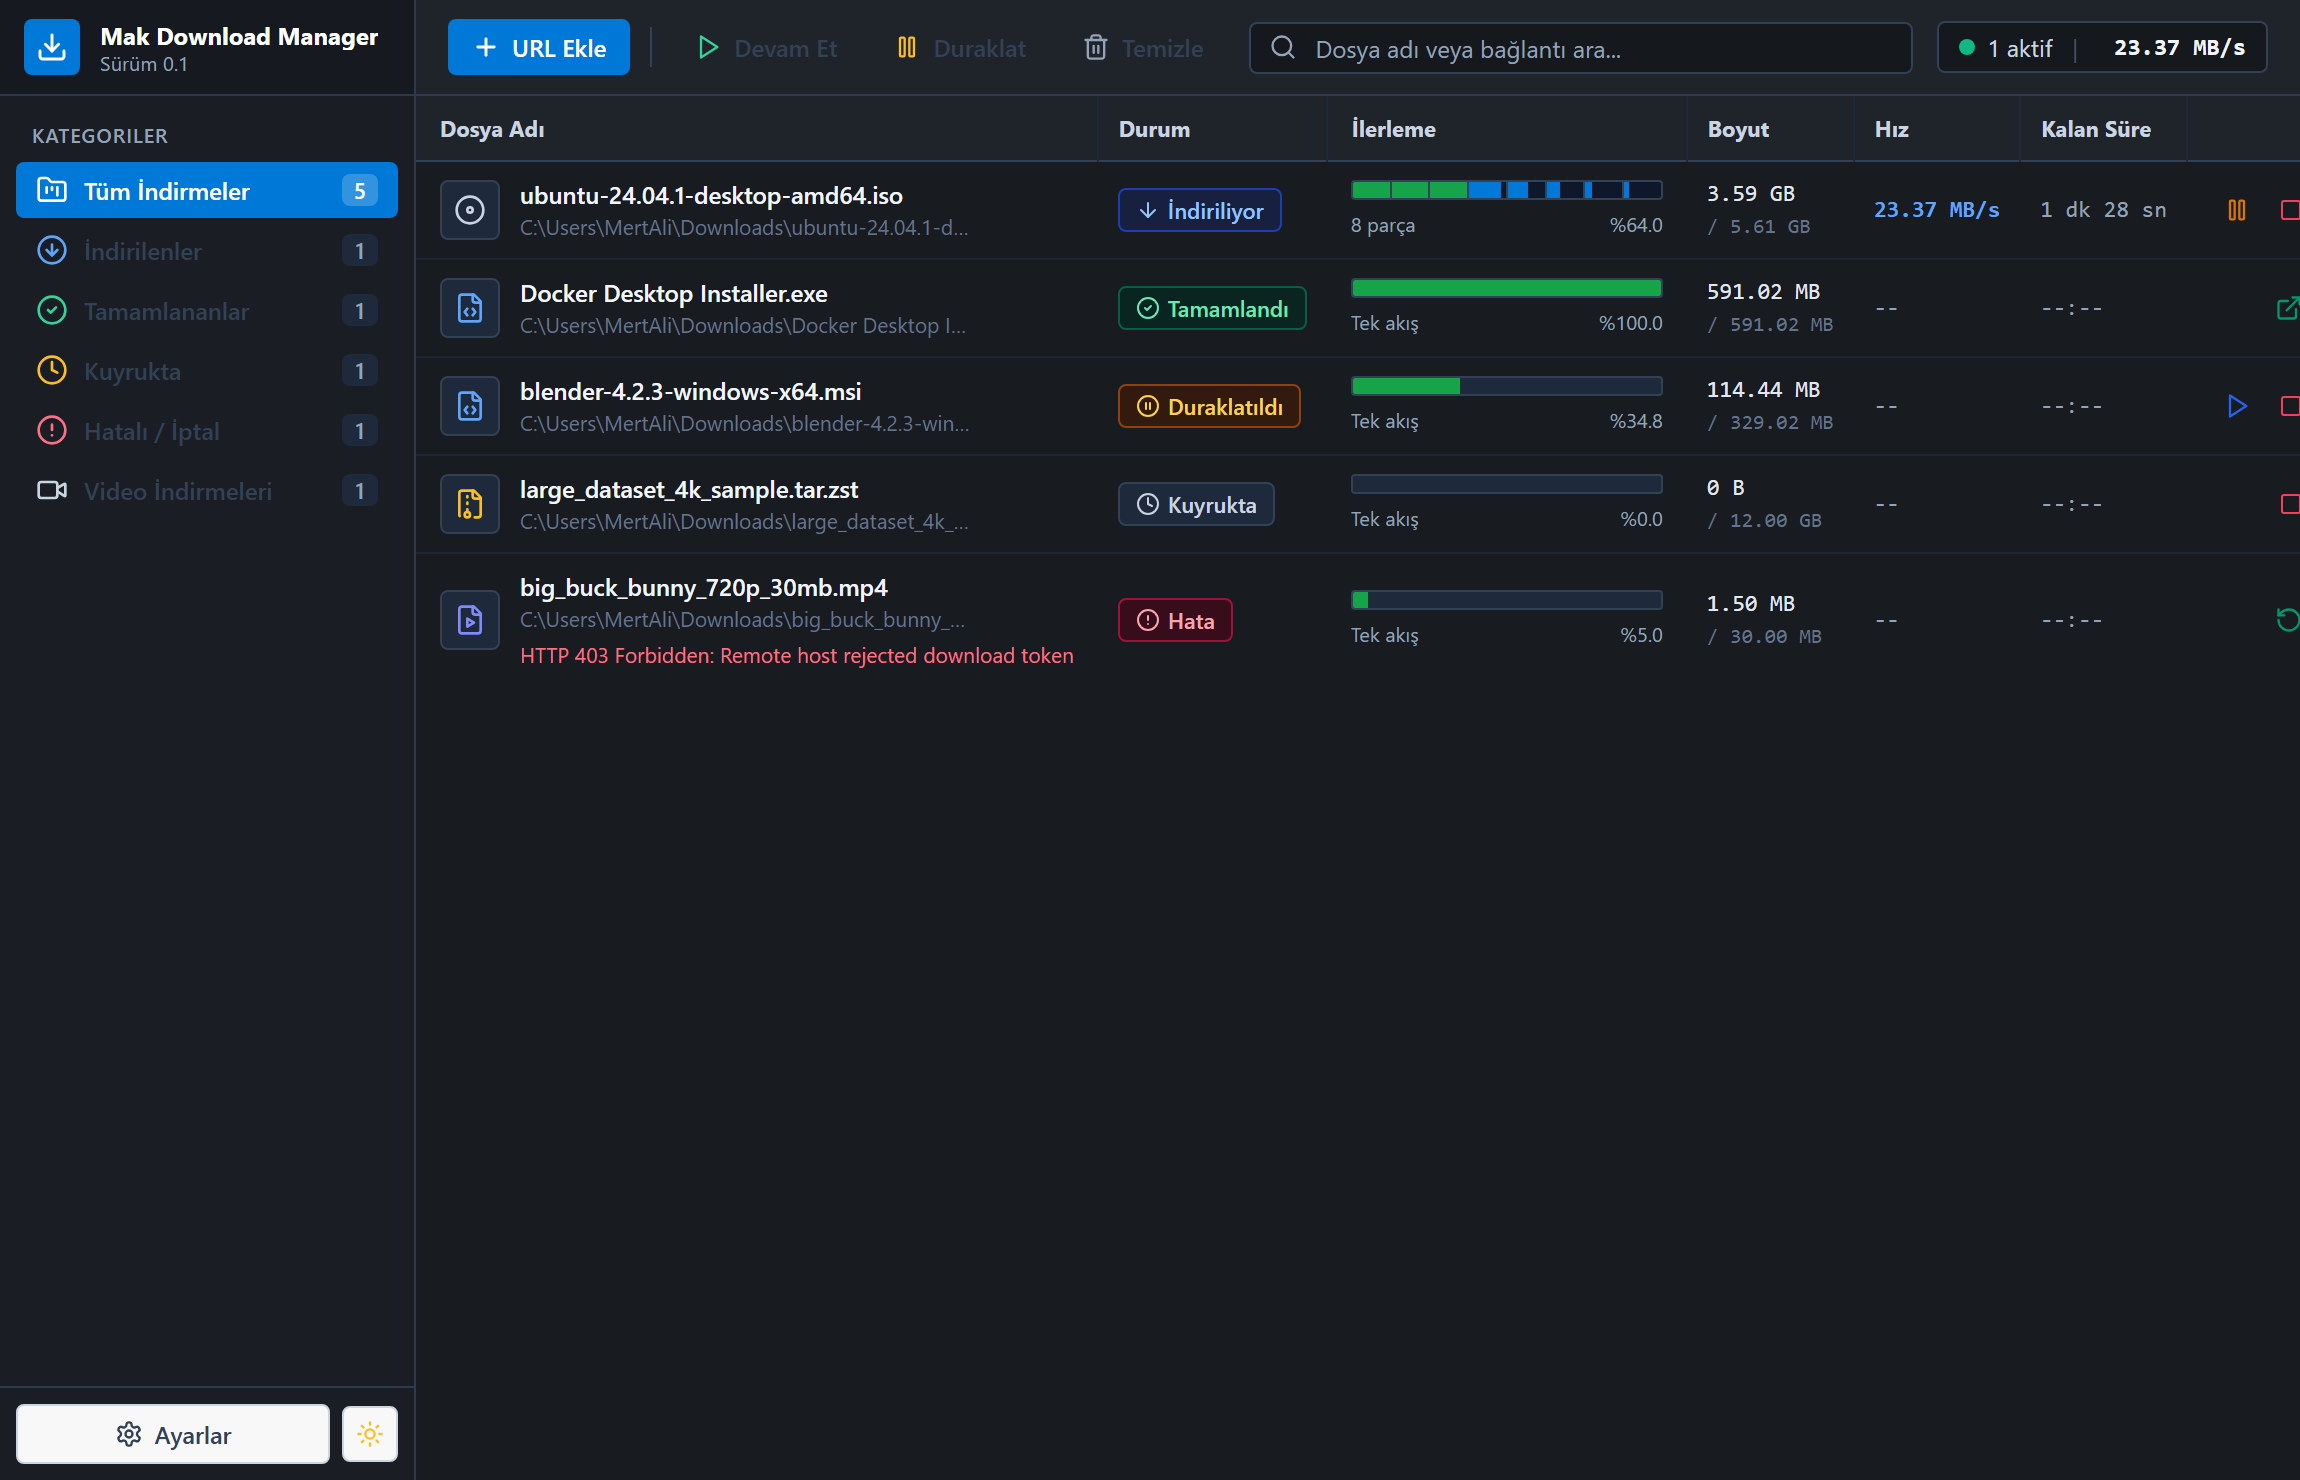 Mak Download Manager
Sürüm 0.1
URL Ekle
Devam Et
Duraklat
Temizle
Dosya adı veya bağlantı ara...
1 aktif | 23.37 MB/s
KATEGORILER
Tüm İndirmeler 5
İndirilenler 1
Tamamlananlar 1
Kuyrukta 1
Hatalı / İptal 1
Video İndirmeleri 1
Dosya Adı Durum İlerleme Boyut Hız Kalan Süre
ubuntu-24.04.1-desktop-amd64.iso
C:\Users\MertAli\Downloads\ubuntu-24.04.1-d...
İndiriliyor
8 parça %64.0
3.59 GB
/ 5.61 GB
23.37 MB/s
1 dk 28 sn
Docker Desktop Installer.exe
C:\Users\MertAli\Downloads\Docker Desktop I...
Tamamlandı
Tek akış %100.0
591.02 MB
/ 591.02 MB
--
--:--
blender-4.2.3-windows-x64.msi
C:\Users\MertAli\Downloads\blender-4.2.3-win...
Duraklatıldı
Tek akış %34.8
114.44 MB
/ 329.02 MB
--
--:--
large_dataset_4k_sample.tar.zst
C:\Users\MertAli\Downloads\large_dataset_4k_...
Kuyrukta
Tek akış %0.0
0 B
/ 12.00 GB
--
--:--
big_buck_bunny_720p_30mb.mp4
C:\Users\MertAli\Downloads\big_buck_bunny_...
HTTP 403 Forbidden: Remote host rejected download token
Hata
Tek akış %5.0
1.50 MB
/ 30.00 MB
--
--:--
Ayarlar